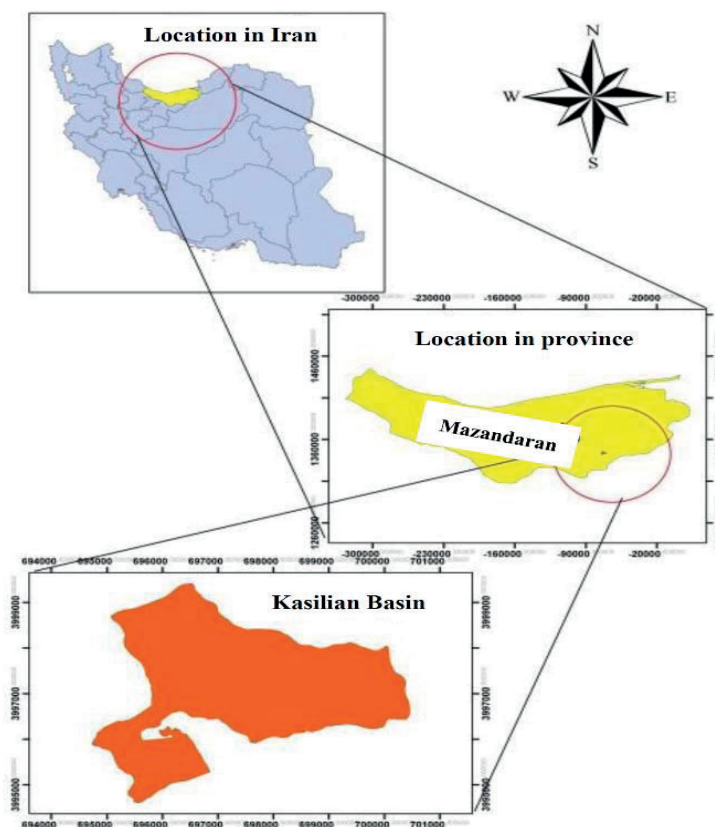 Location in Iran
N
W E
S
-300000 -230000 -160000 -90000 -20000
Location in province
1460000
1360000
1260000
Mazandaran
-300000 -230000 -160000 -90000 -20000
694000 695000 696000 697000 698000 699000 700000 701000
Kasilian Basin
3999000 3999000
3997000 3997000
3995000 3995000
694000 695000 696000 697000 698000 699000 700000 701000